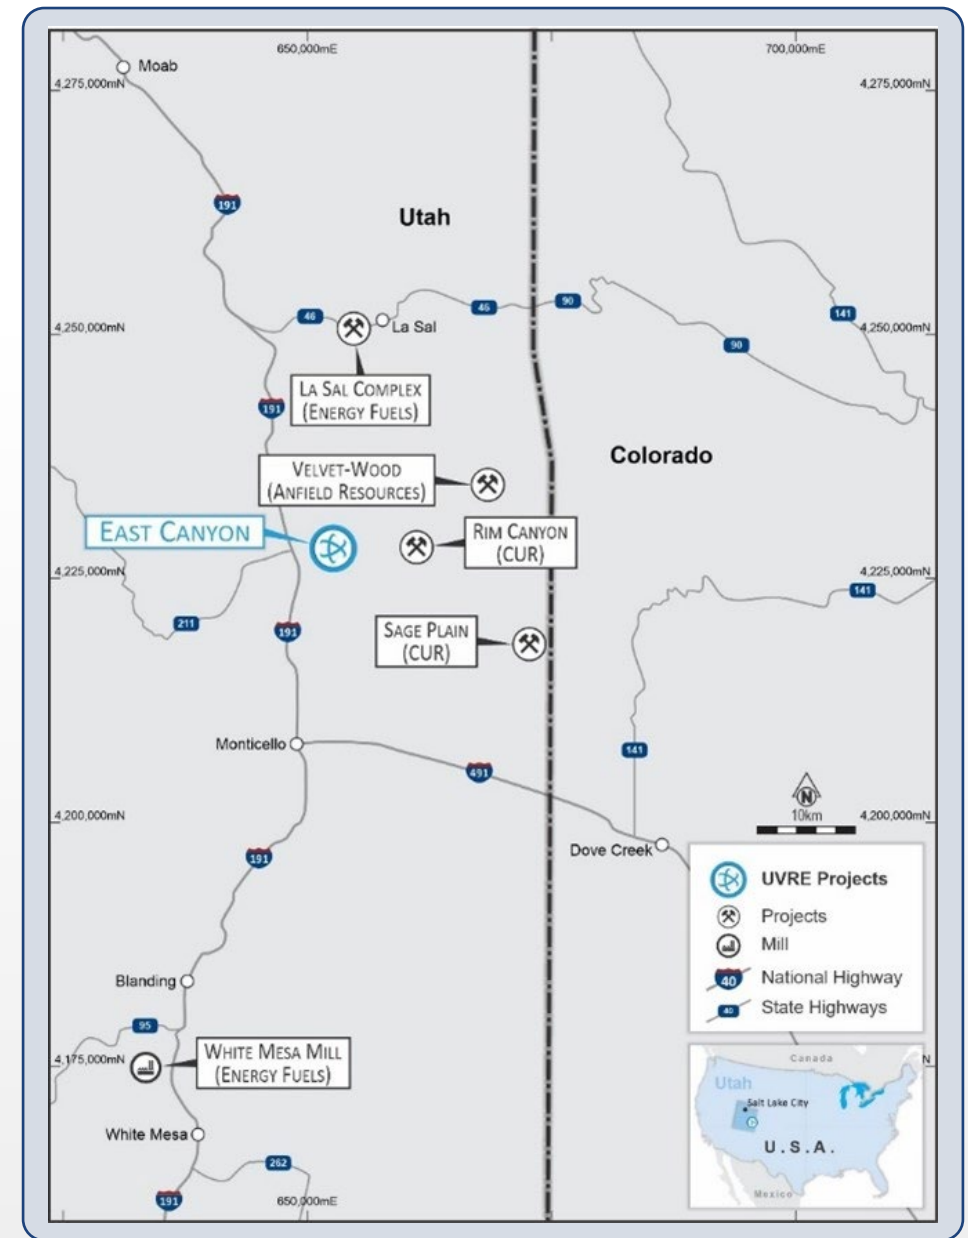 650,000mE
700,000mE
Moab
4,275,000mN
4,275,000mN
191
Utah
46
46
90
141
La Sal
4,250,000mN
4,250,000mN
90
LA SAL COMPLEX
(ENERGY FUELS)
191
Colorado
VELVET-WOOD
(ANFIELD RESOURCES)
EAST CANYON
RIM CANYON
(CUR)
4,225,000mN
4,225,000mN
141
211
191
SAGE PLAIN
(CUR)
Monticello
141
491
N
10km
4,200,000mN
4,200,000mN
Dove Creek
191
UVRE Projects
Projects
Mill
40 National Highway
40 State Highways
Blanding
95
WHITE MESA MILL
(ENERGY FUELS)
4,175,000mN
N
Canada
Utah
Salt Lake City
U.S.A.
Mexico
White Mesa
262
191
650,000mE